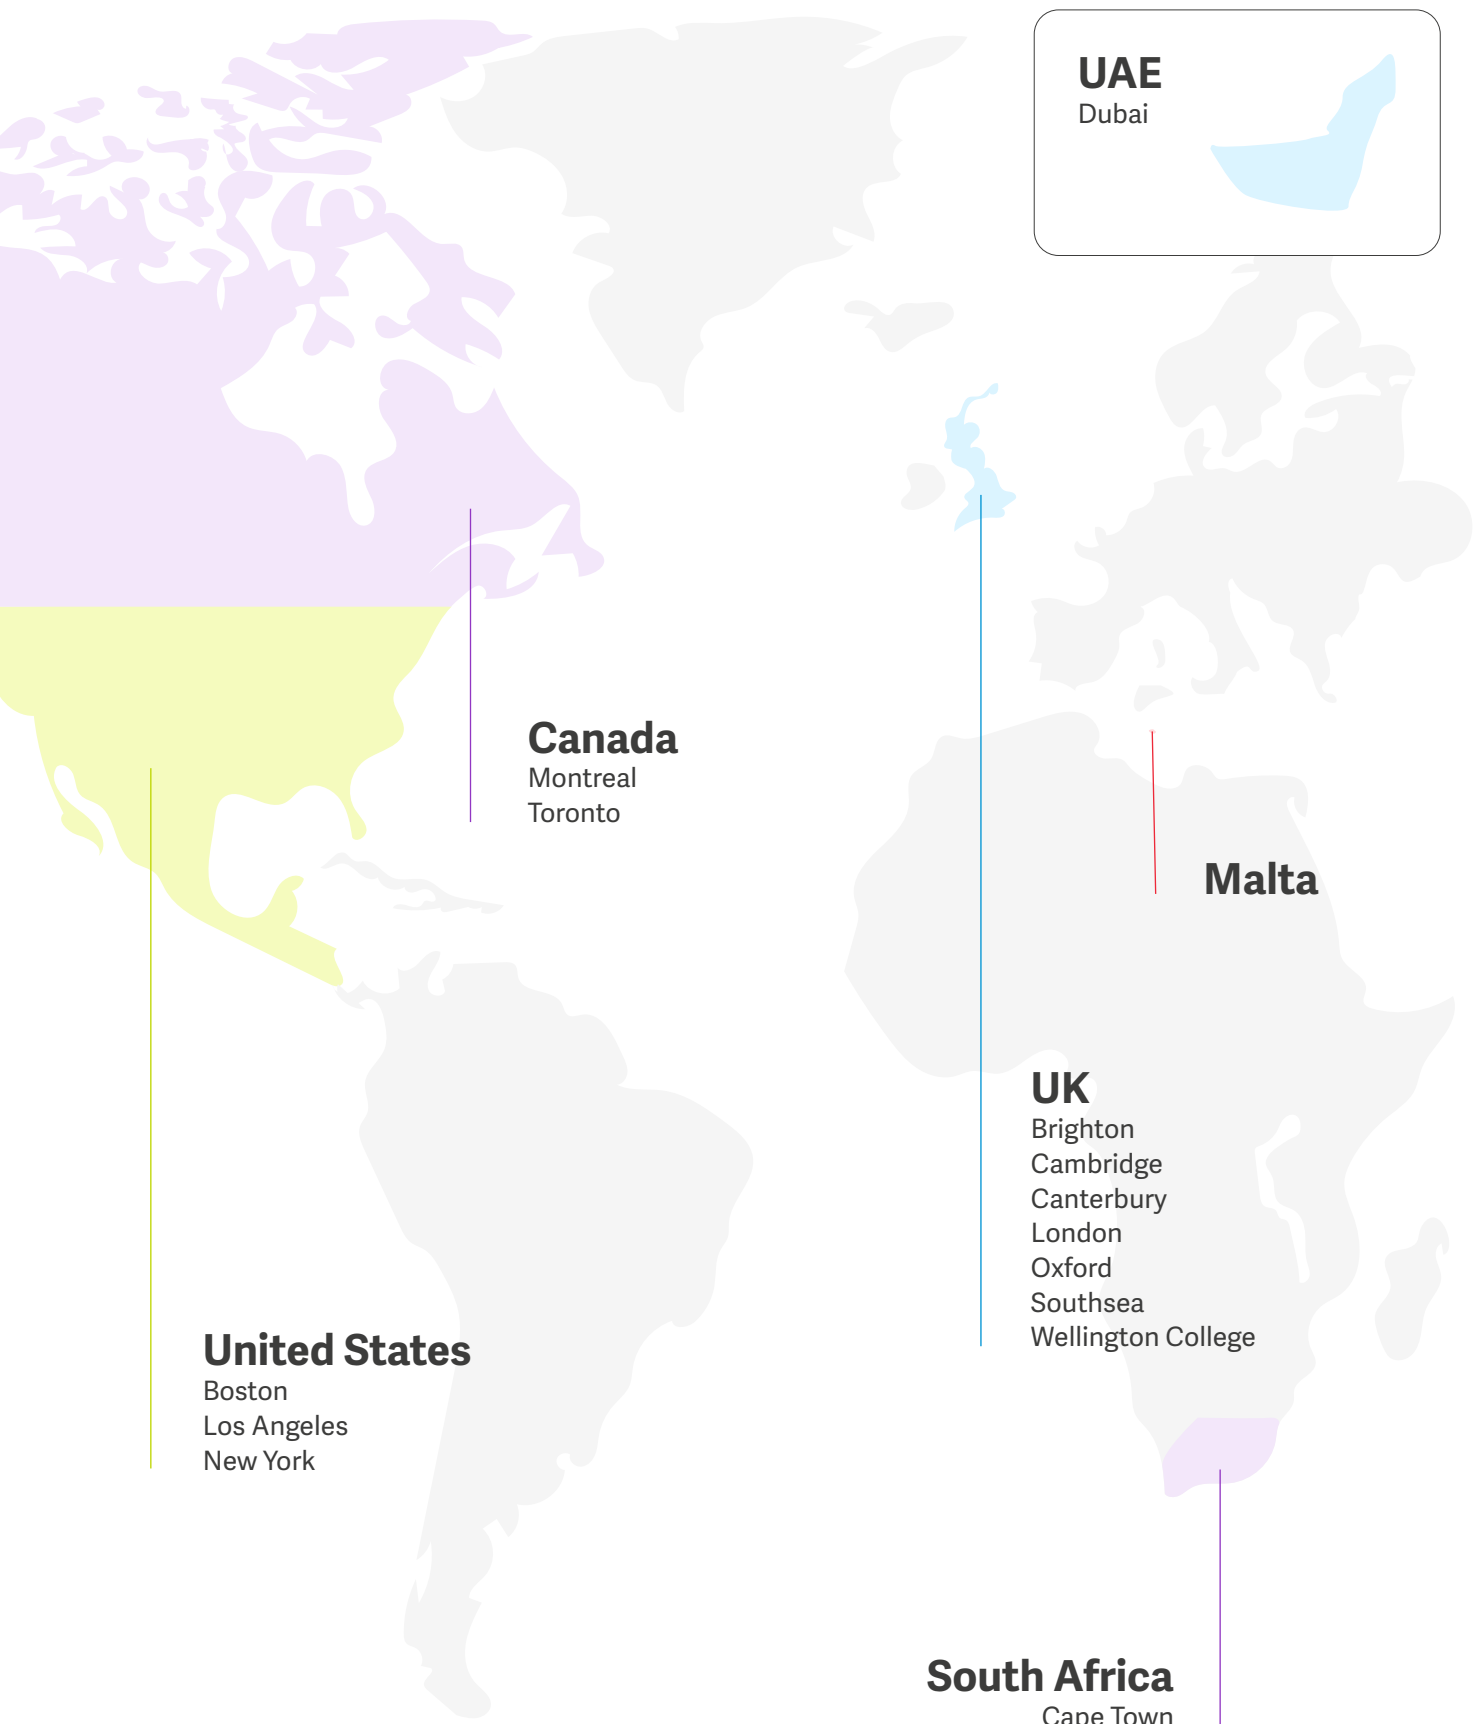 UAE
Dubai
Canada
Montreal
Toronto
Malta
UK
Brighton
Cambridge
Canterbury
London
Oxford
Southsea
Wellington College
United States
Boston
Los Angeles
New York
South Africa
Cape Town